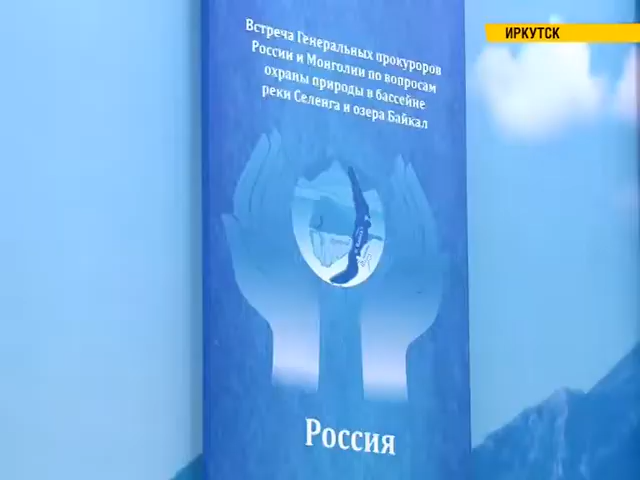 ИРКУТСК
Встреча Генеральных прокуроров
России и Монголии по вопросам
охраны природы в бассейне
реки Селенга и озера Байкал
Россия